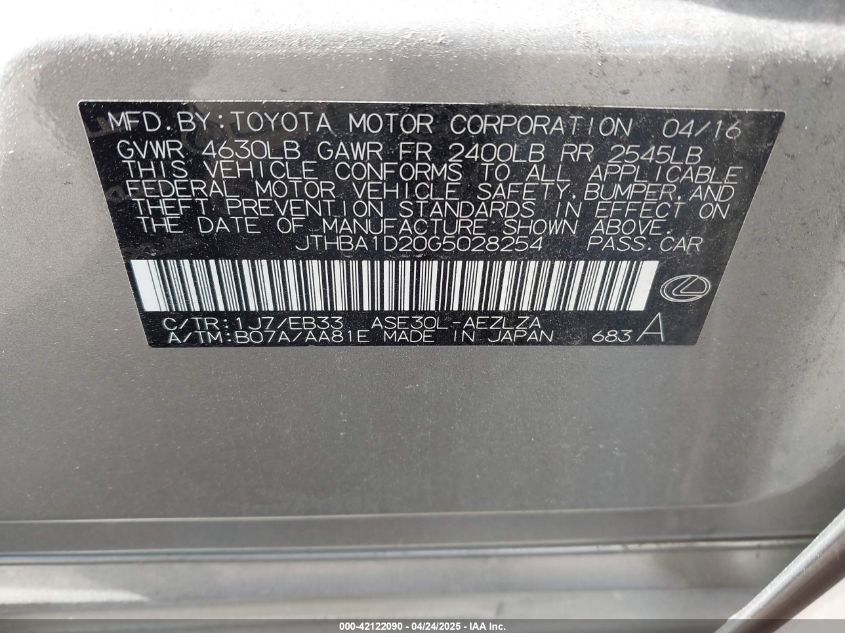 MFD.BY:TOYOTA MOTOR CORPORATION 04/16
GVWR 4630LB GAWR FR 2400LB RR 2545LB
THIS VEHICLE CONFORMS TO ALL APPLICABLE
FEDERAL MOTOR VEHICLE SAFETY, BUMPER, AND
THEFT PREVENTION STANDARDS IN EFFECT ON
THE DATE OF MANUFACTURE SHOWN ABOVE.
JTHBA1D20G5028254 PASS.CAR
C/TR:1J7/EB33 ASE30L-AEZLZA
A/TM:B07A/AA81E MADE IN JAPAN 683 A
000-42122090 - 04/24/2025 - IAA Inc.